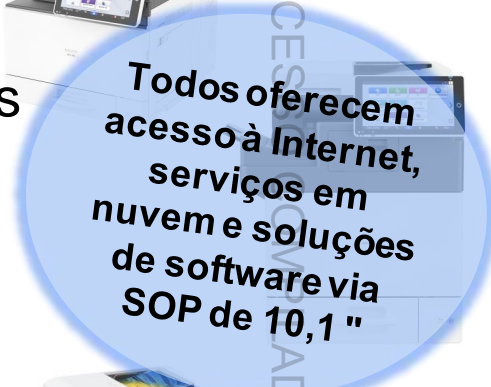 Todos oferecem
acesso à Internet,
serviços em
nuvem e soluções
de software via
SOP de 10,1 "